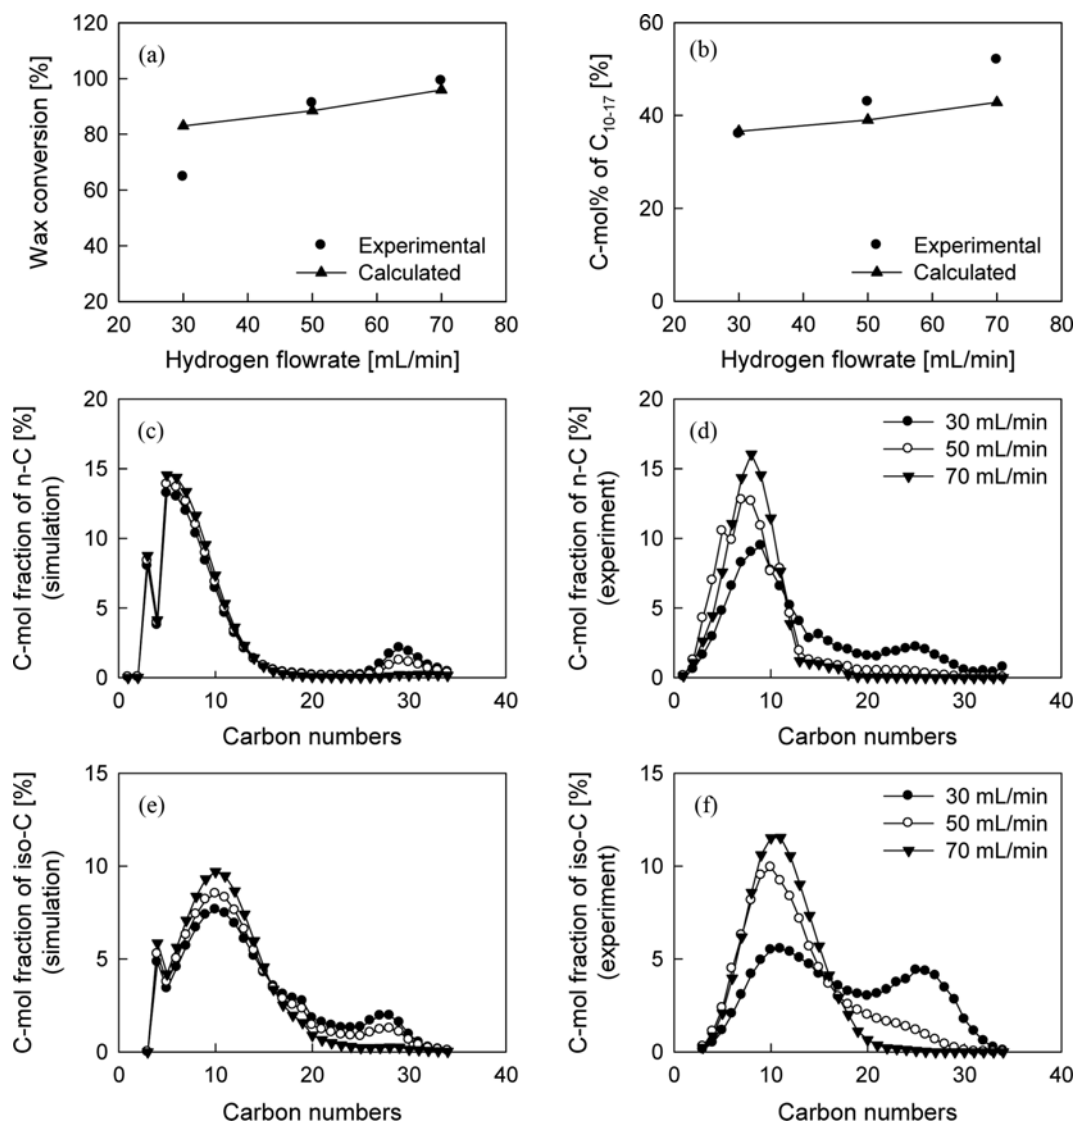 (a)
Wax conversion [%]
120
100
80
60
40
20
Experimental
Calculated
20 30 40 50 60 70 80
Hydrogen flowrate [mL/min]
(b)
C-mol% of C10-17 [%]
60
40
20
0
Experimental
Calculated
20 30 40 50 60 70 80
Hydrogen flowrate [mL/min]
(c)
C-mol fraction of n-C [%]
(simulation)
20
15
10
5
0
0 10 20 30 40
Carbon numbers
(d)
C-mol fraction of n-C [%]
(experiment)
20
15
10
5
0
30 mL/min
50 mL/min
70 mL/min
0 10 20 30 40
Carbon numbers
(e)
C-mol fraction of iso-C [%]
(simulation)
15
10
5
0
0 10 20 30 40
Carbon numbers
(f)
C-mol fraction of iso-C [%]
(experiment)
15
10
5
0
30 mL/min
50 mL/min
70 mL/min
0 10 20 30 40
Carbon numbers